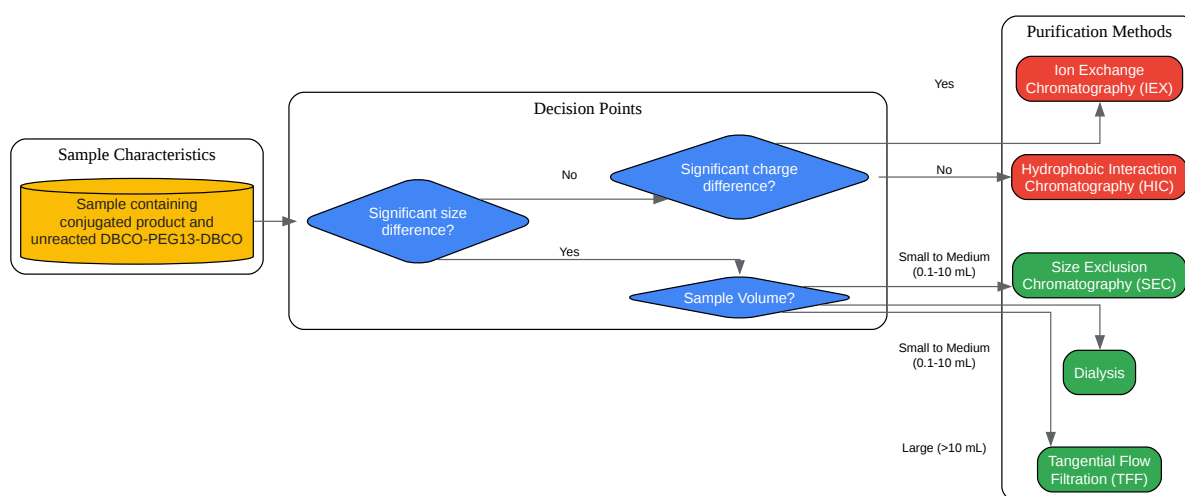 Purification Methods
Ion Exchange
Chromatography (IEX)
Yes
Decision Points
Sample Characteristics
Significant charge
difference?
No
Hydrophobic Interaction
Chromatography (HIC)
No
Sample containing
conjugated product and
unreacted DBCO-PEG13-DBCO
Significant size
difference?
Yes
Small to Medium
(0.1-10 mL)
Size Exclusion
Chromatography (SEC)
Sample Volume?
Small to Medium
(0.1-10 mL)
Dialysis
Large (>10 mL)
Tangential Flow
Filtration (TFF)